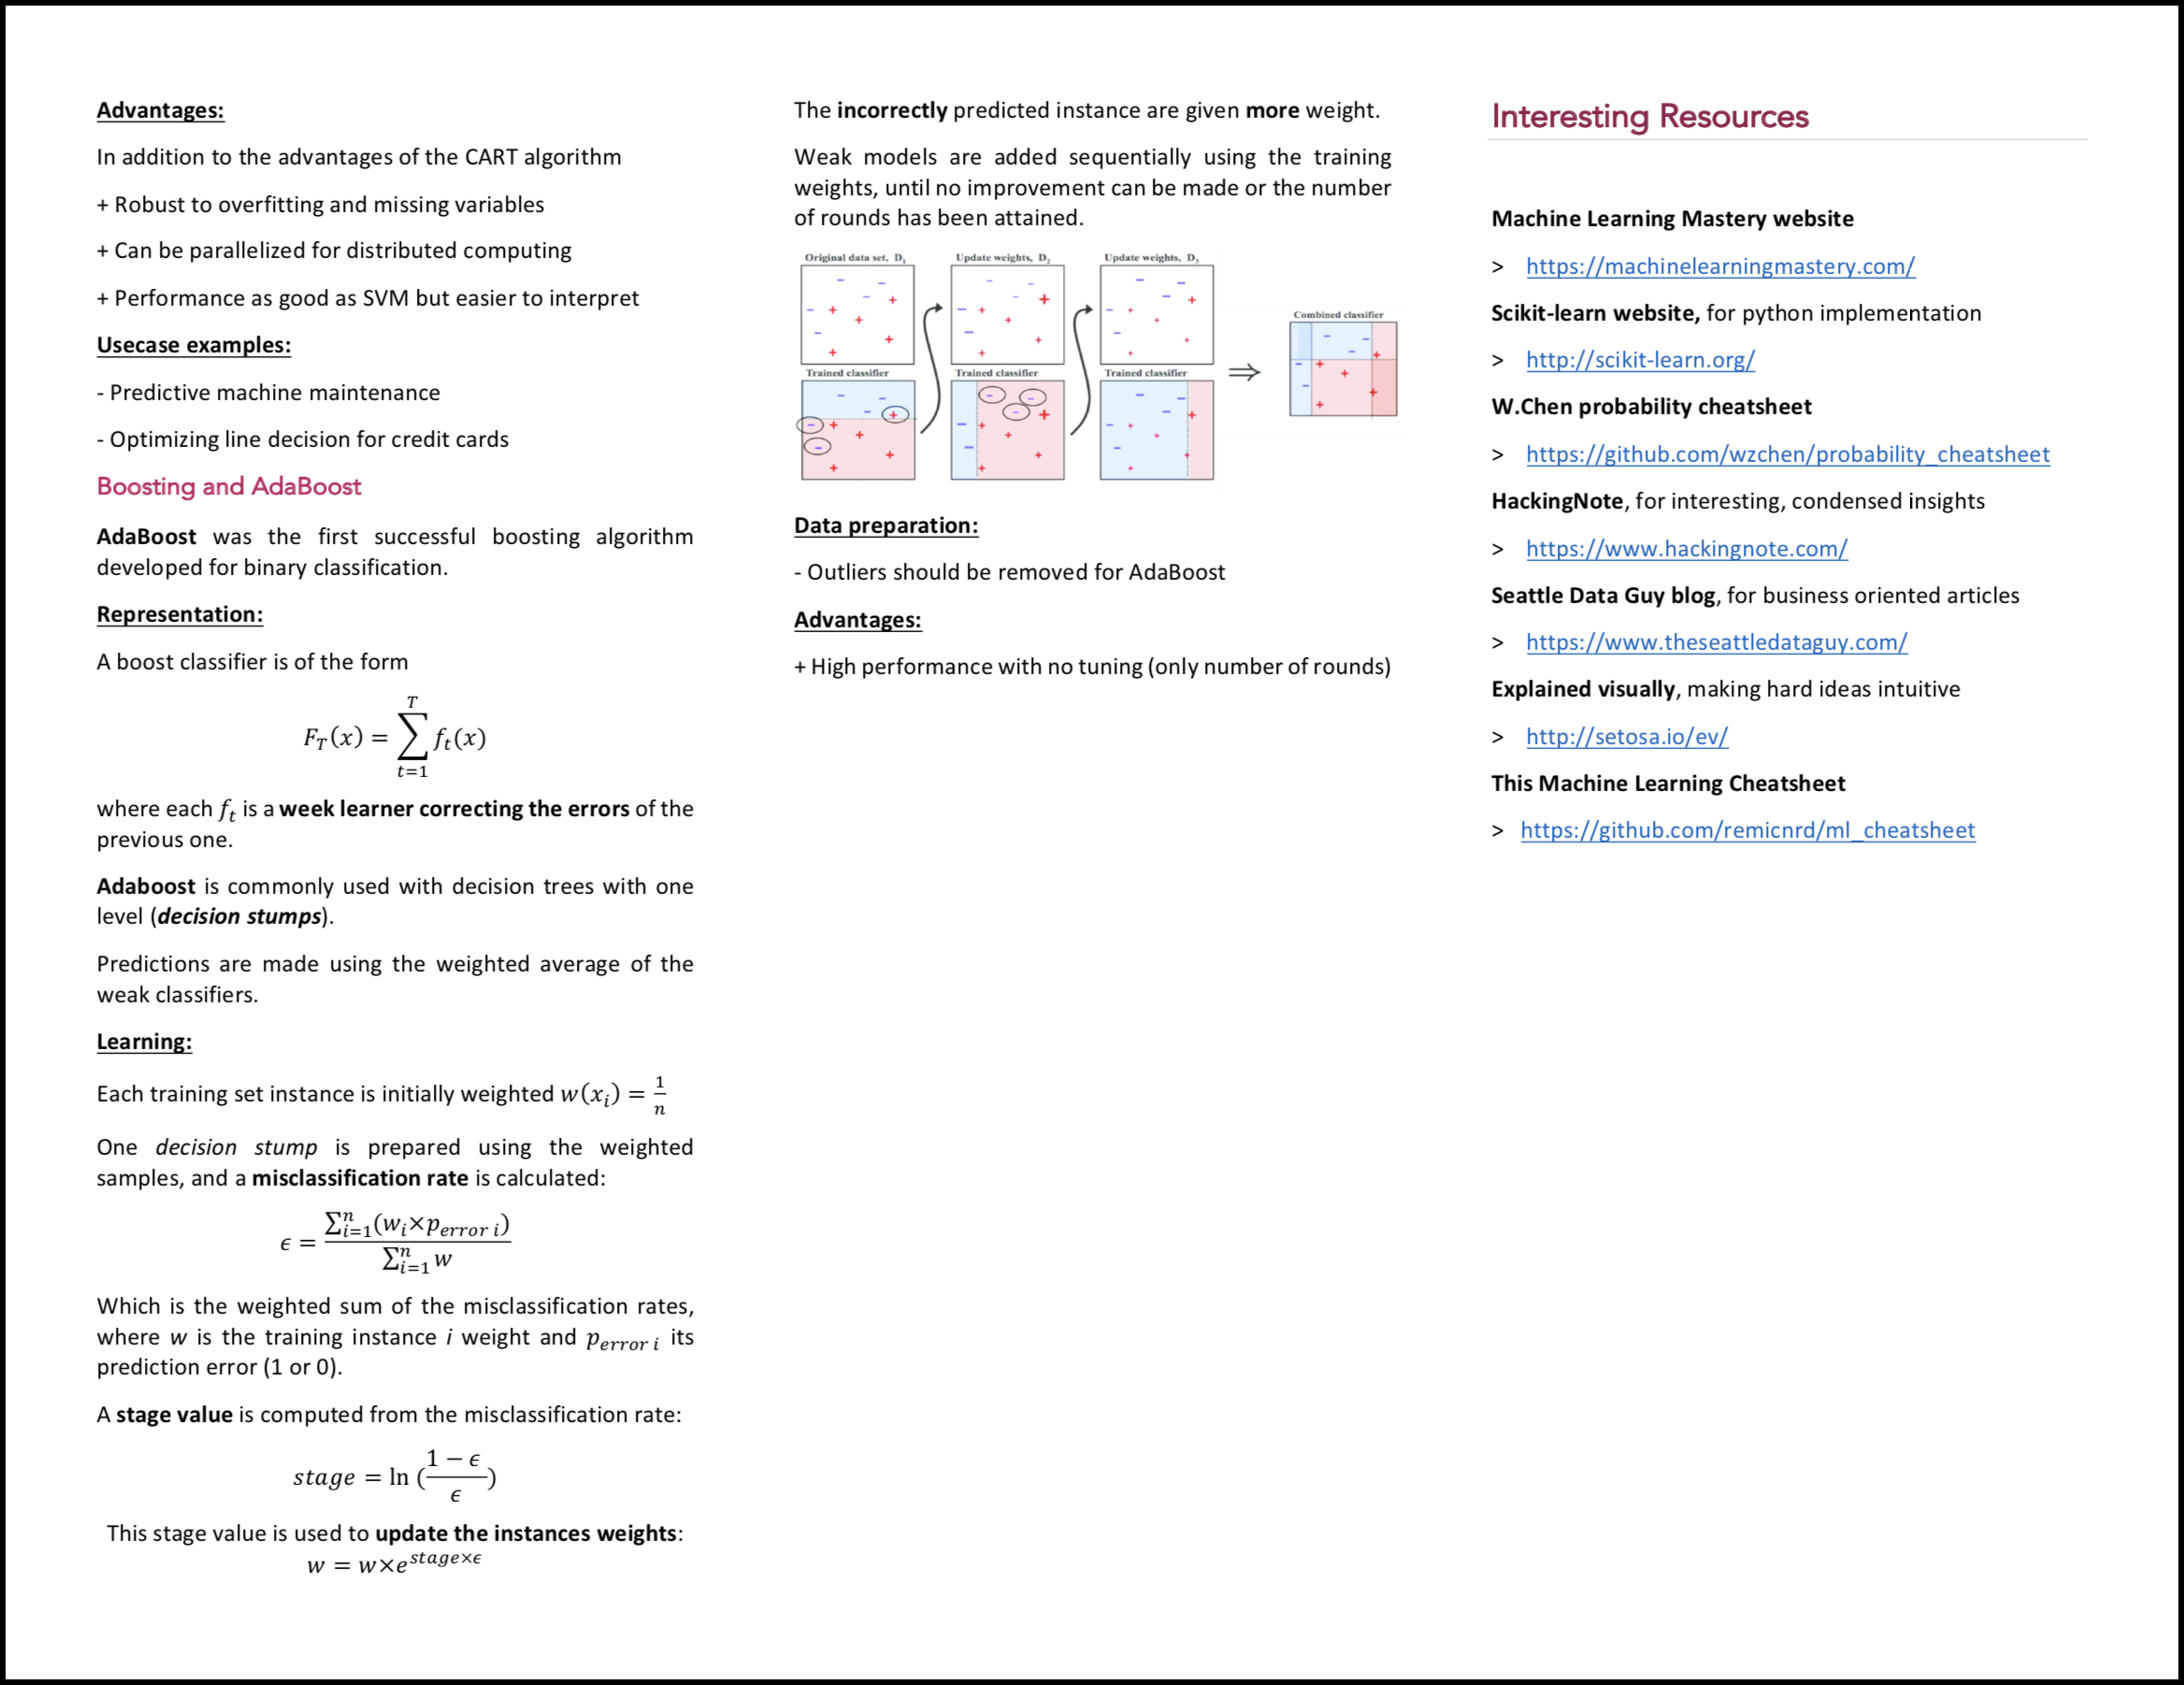 Advantages:
In addition to the advantages of the CART algorithm
+ Robust to overfitting and missing variables
+ Can be parallelized for distributed computing
+ Performance as good as SVM but easier to interpret
Usecase examples:
- Predictive machine maintenance
- Optimizing line decision for credit cards
Boosting and AdaBoost
AdaBoost was the first successful boosting algorithm
developed for binary classification.
Representation:
A boost classifier is of the form
F_T(x) = ∑_{t=1}^{T} f_t(x)
where each f_t is a week learner correcting the errors of the
previous one.
Adaboost is commonly used with decision trees with one
level (decision stumps).
Predictions are made using the weighted average of the
weak classifiers.
Learning:
Each training set instance is initially weighted w(x_i) = 1/n
One decision stump is prepared using the weighted
samples, and a misclassification rate is calculated:
ϵ = ∑_{i=1}^{n}(w_i×p_{error i}) / ∑_{i=1}^{n} w
Which is the weighted sum of the misclassification rates,
where w is the training instance i weight and p_{error i} its
prediction error (1 or 0).
A stage value is computed from the misclassification rate:
stage = ln ((1 − ϵ)/ϵ)
This stage value is used to update the instances weights:
w = w×e^{stage×ϵ}
The incorrectly predicted instance are given more weight.
Weak models are added sequentially using the training
weights, until no improvement can be made or the number
of rounds has been attained.
Original data set, D_1
Update weights, D_2
Update weights, D_3
Combined classifier
Trained classifier
Trained classifier
Trained classifier
Data preparation:
- Outliers should be removed for AdaBoost
Advantages:
+ High performance with no tuning (only number of rounds)
Interesting Resources
Machine Learning Mastery website
> https://machinelearningmastery.com/
Scikit-learn website, for python implementation
> http://scikit-learn.org/
W.Chen probability cheatsheet
> https://github.com/wzchen/probability_cheatsheet
HackingNote, for interesting, condensed insights
> https://www.hackingnote.com/
Seattle Data Guy blog, for business oriented articles
> https://www.theseattledataguy.com/
Explained visually, making hard ideas intuitive
> http://setosa.io/ev/
This Machine Learning Cheatsheet
> https://github.com/remicnrd/ml_cheatsheet